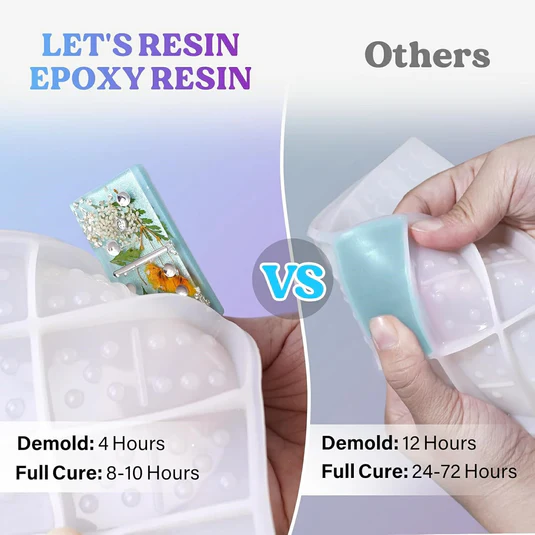 LET'S RESIN
EPOXY RESIN
Others
VS
Demold: 4 Hours
Full Cure: 8-10 Hours
Demold: 12 Hours
Full Cure: 24-72 Hours